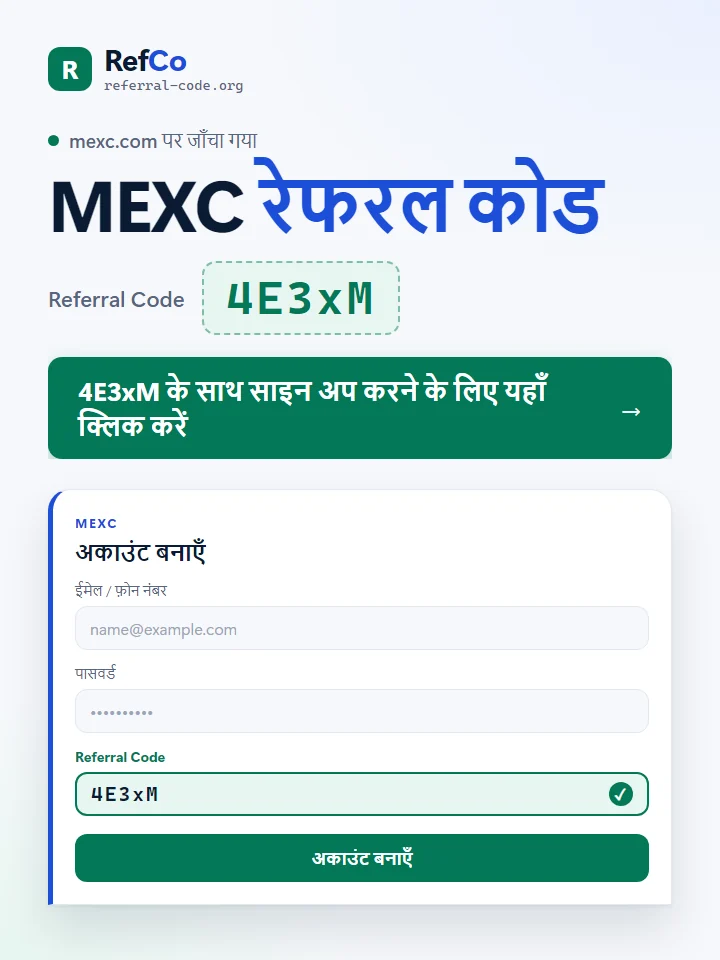 R
RefCo
referral-code.org
mexc.com पर जाँचा गया
MEXC रेफरल कोड
Referral Code 4E3xM
4E3xM के साथ साइन अप करने के लिए यहाँ
क्लिक करें →
MEXC
अकाउंट बनाएँ
ईमेल / फ़ोन नंबर
name@example.com
पासवर्ड
••••••••••
Referral Code
4E3xM ✓
अकाउंट बनाएँ